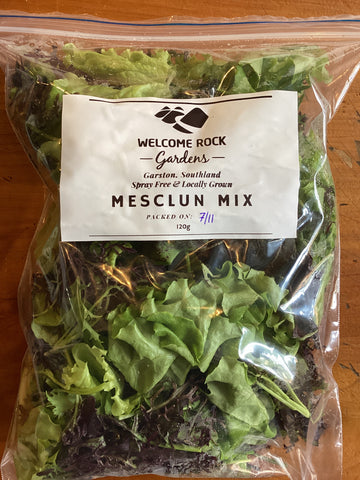 WELCOME ROCK
Gardens
Garston, Southland
Spray Free & Locally Grown
MESCLUN MIX
PACKED ON: 7/11
120g